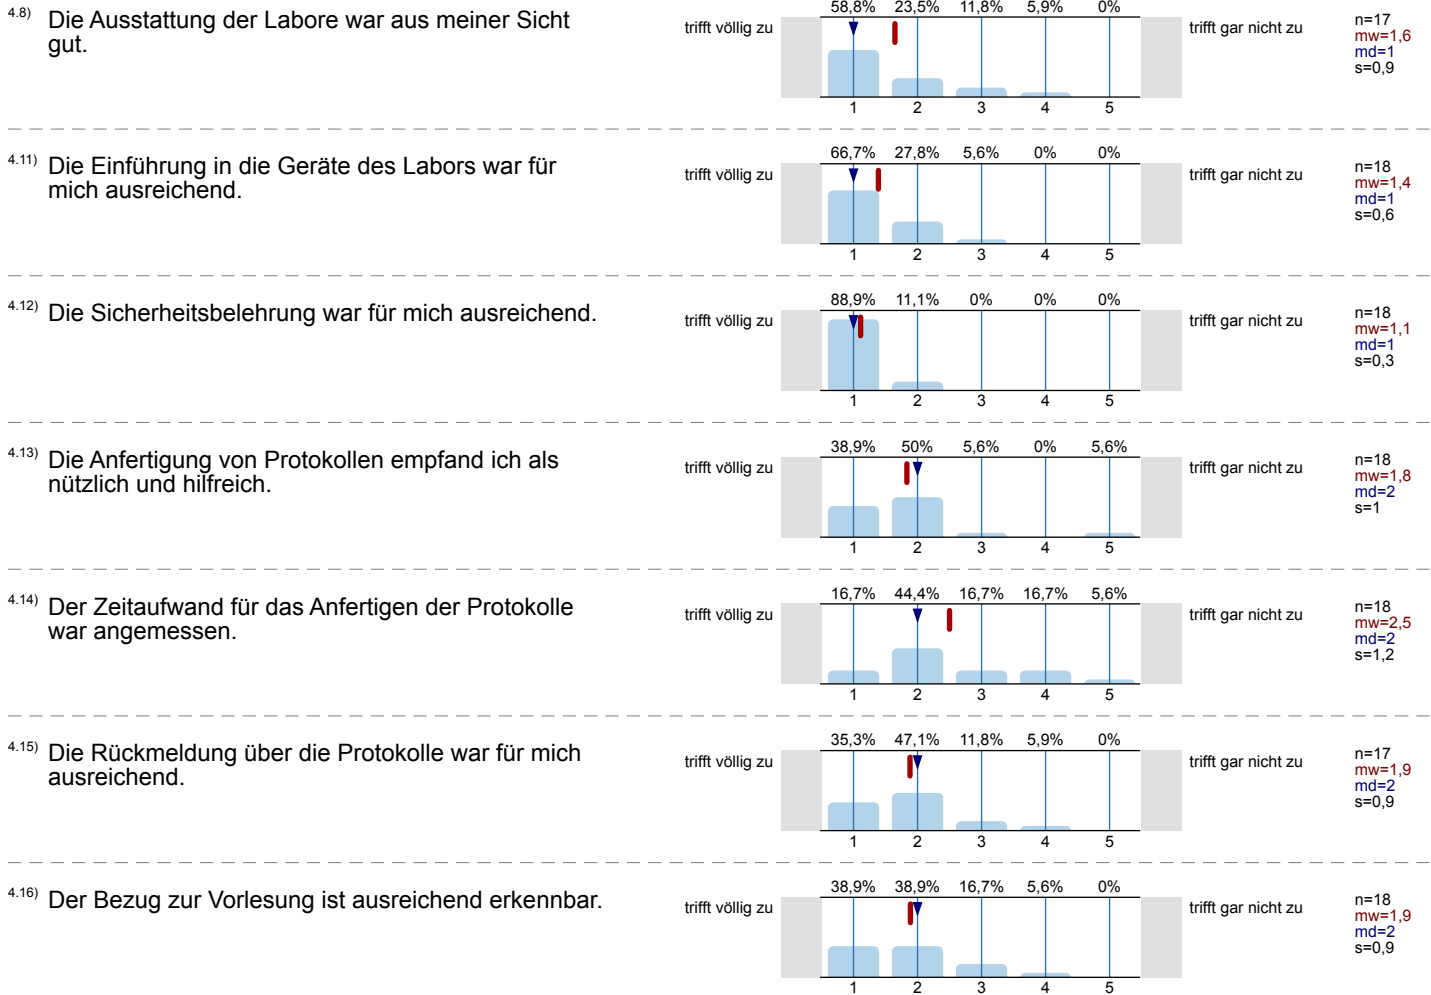 4.8) Die Ausstattung der Labore war aus meiner Sicht
gut.
trifft völlig zu
58,8% 23,5% 11,8% 5,9% 0%
1 2 3 4 5
trifft gar nicht zu
n=17
mw=1,6
md=1
s=0,9
4.11) Die Einführung in die Geräte des Labors war für
mich ausreichend.
trifft völlig zu
66,7% 27,8% 5,6% 0% 0%
1 2 3 4 5
trifft gar nicht zu
n=18
mw=1,4
md=1
s=0,6
4.12) Die Sicherheitsbelehrung war für mich ausreichend.
trifft völlig zu
88,9% 11,1% 0% 0% 0%
1 2 3 4 5
trifft gar nicht zu
n=18
mw=1,1
md=1
s=0,3
4.13) Die Anfertigung von Protokollen empfand ich als
nützlich und hilfreich.
trifft völlig zu
38,9% 50% 5,6% 0% 5,6%
1 2 3 4 5
trifft gar nicht zu
n=18
mw=1,8
md=2
s=1
4.14) Der Zeitaufwand für das Anfertigen der Protokolle
war angemessen.
trifft völlig zu
16,7% 44,4% 16,7% 16,7% 5,6%
1 2 3 4 5
trifft gar nicht zu
n=18
mw=2,5
md=2
s=1,2
4.15) Die Rückmeldung über die Protokolle war für mich
ausreichend.
trifft völlig zu
35,3% 47,1% 11,8% 5,9% 0%
1 2 3 4 5
trifft gar nicht zu
n=17
mw=1,9
md=2
s=0,9
4.16) Der Bezug zur Vorlesung ist ausreichend erkennbar.
trifft völlig zu
38,9% 38,9% 16,7% 5,6% 0%
1 2 3 4 5
trifft gar nicht zu
n=18
mw=1,9
md=2
s=0,9